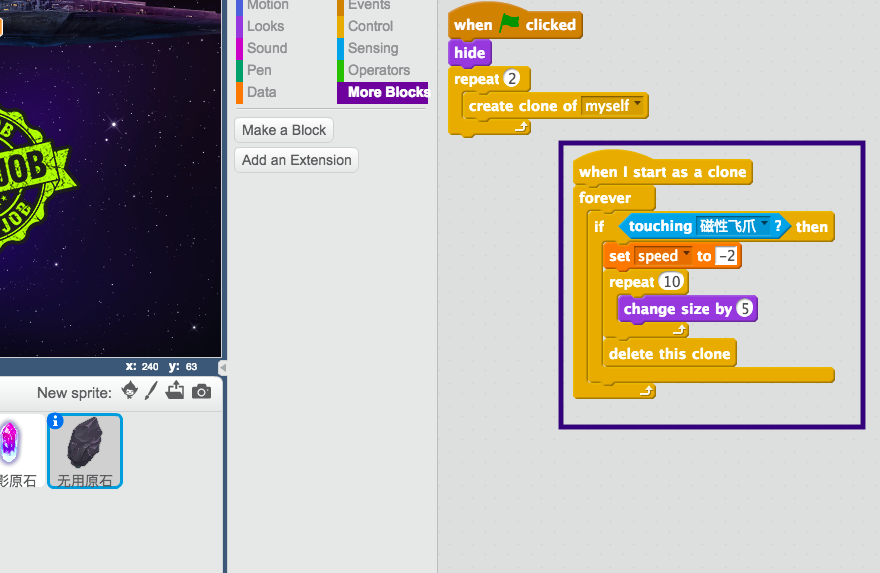 Motion
Events
Looks
Control
Sound
Sensing
Pen
Operators
Data
More Blocks
Make a Block
Add an Extension
JOB
JOB
x: 240 y: 63
New sprite:
影原石
无用原石
when clicked
hide
repeat 2
create clone of myself
when I start as a clone
forever
if touching 磁性飞爪 ? then
set speed to -2
repeat 10
change size by 5
delete this clone